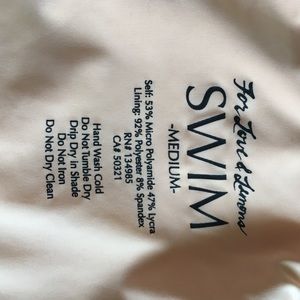 For Love & Lemons
SWIM
-MEDIUM-
Self: 53% Micro Polyamide 47% Lycra
Lining: 92% Polyester 8% Spandex
RN# 134985
CA# 50321
Hand Wash Cold
Do Not Tumble Dry
Drip Dry in Shade
Do Not Iron
Do Not Dry Clean